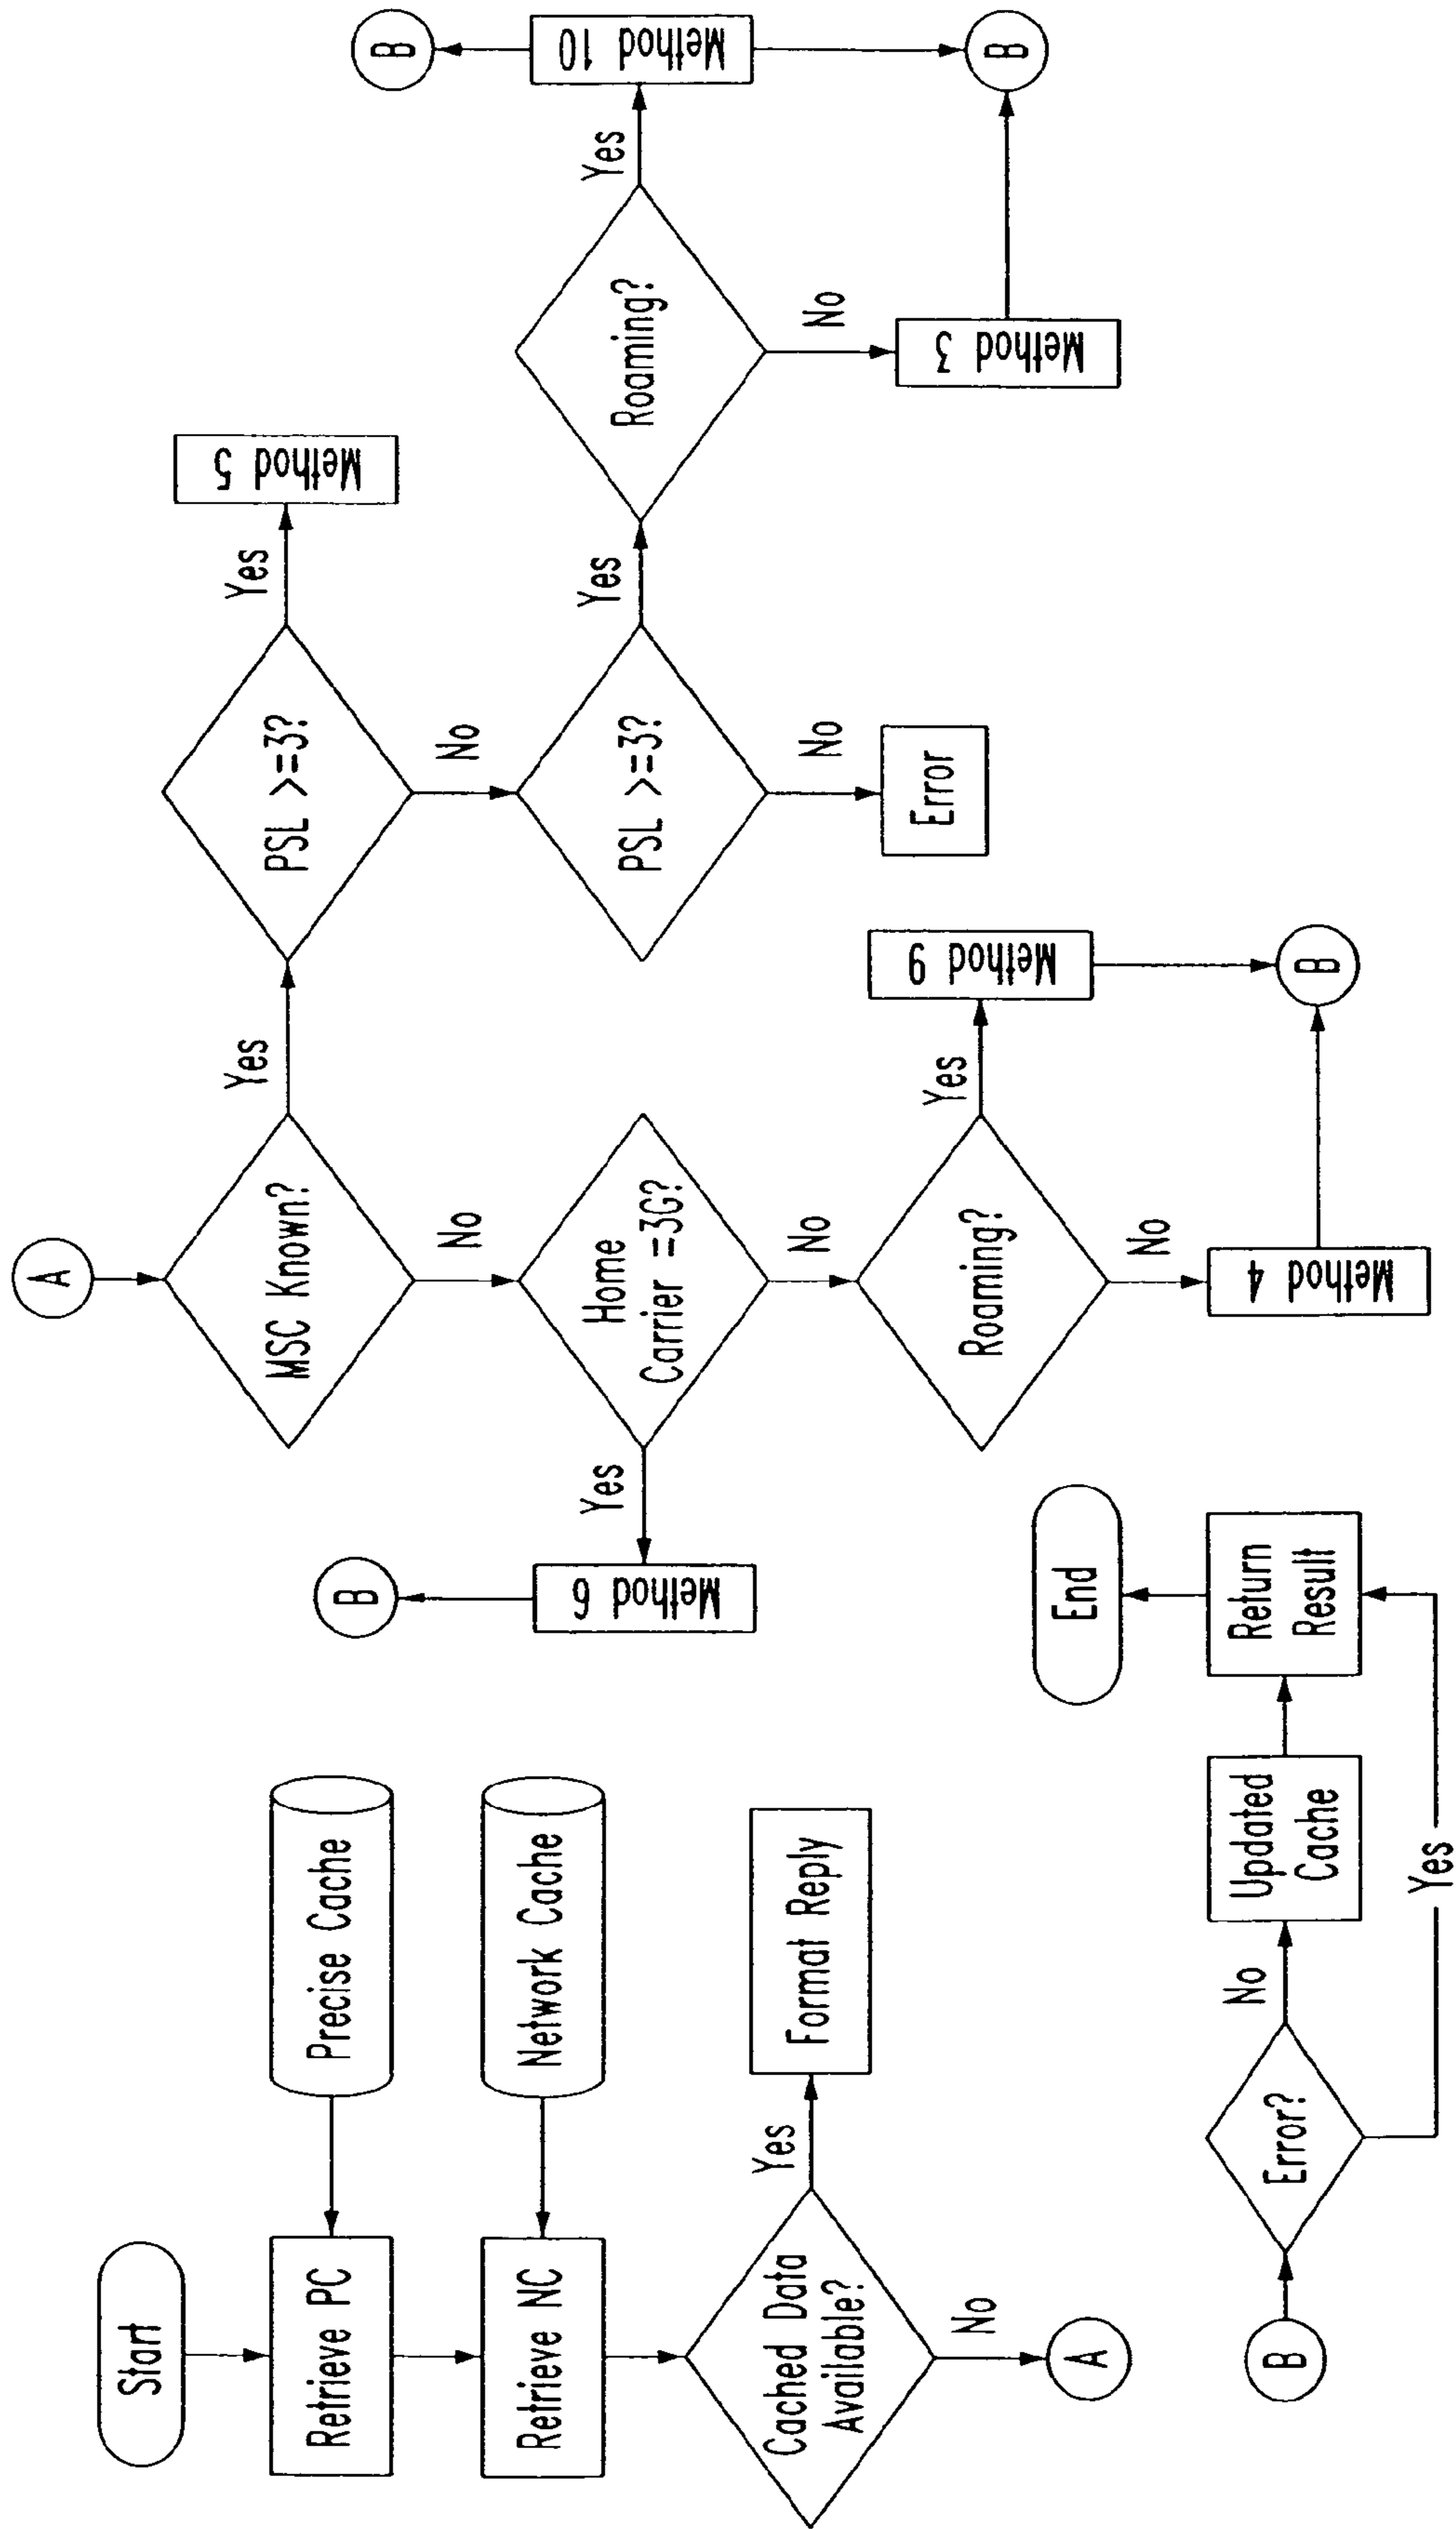 Start
Retrieve PC
Precise Cache
Retrieve NC
Network Cache
Cached Data
Available?
Yes
Format Reply
No
A
B
Error?
No
Updated
Cache
Return
Result
End
Yes
A
MSC Known?
Yes
PSL >=3?
Yes
Method 5
No
No
Home
Carrier =3G?
Yes
Method 6
B
PSL >=3?
Yes
Roaming?
Yes
Method 10
B
B
No
Method 3
No
Error
No
Roaming?
Yes
Method 9
B
No
Method 4